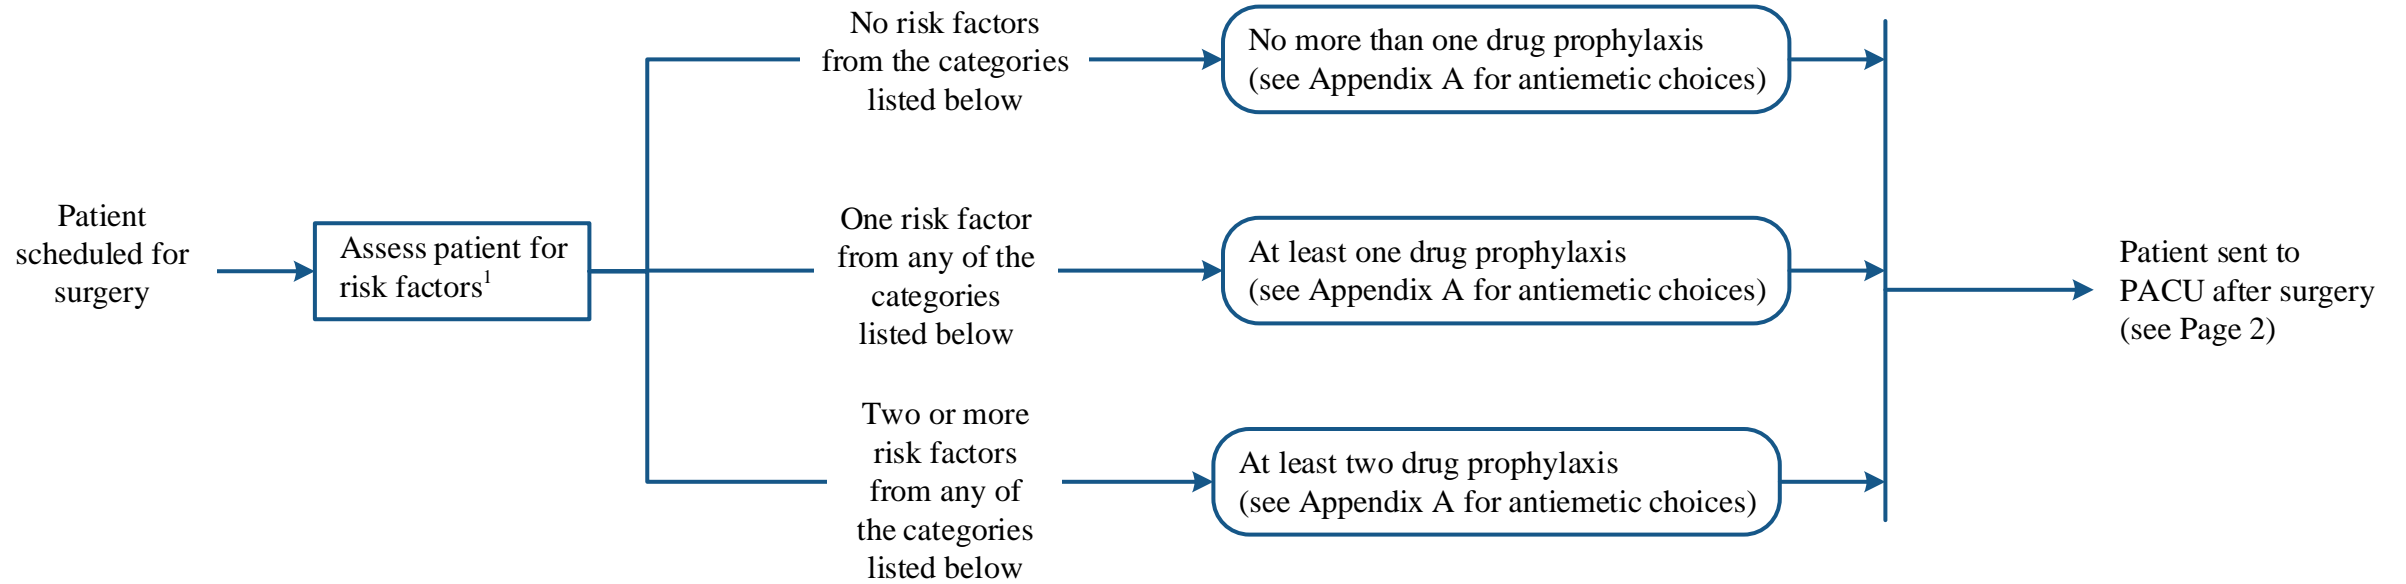 Patient
scheduled for
surgery
Assess patient for
risk factors1
No risk factors
from the categories
listed below
No more than one drug prophylaxis
(see Appendix A for antiemetic choices)
One risk factor
from any of the
categories
listed below
At least one drug prophylaxis
(see Appendix A for antiemetic choices)
Two or more
risk factors
from any of
the categories
listed below
At least two drug prophylaxis
(see Appendix A for antiemetic choices)
Patient sent to
PACU after surgery
(see Page 2)